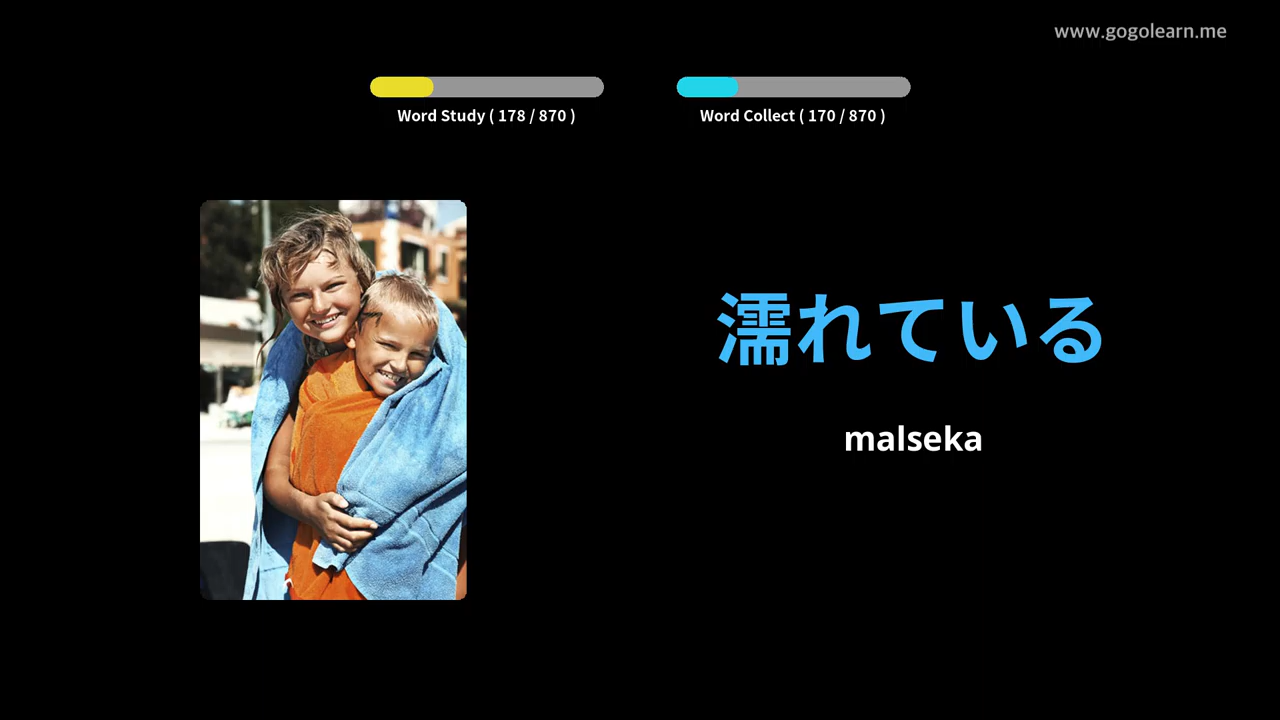 www.gogolearn.me
Word Study ( 178 / 870 )
Word Collect ( 170 / 870 )
濡れている
malseka